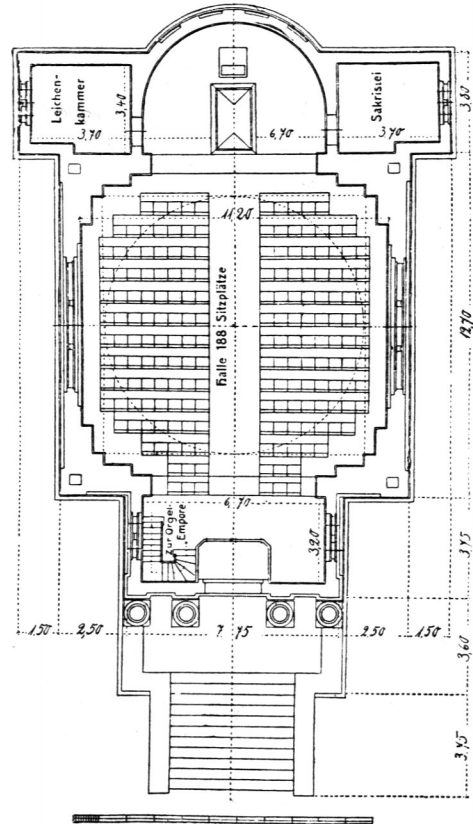 Leichen-
kammer
3,40
3,70
6,70
Sakristei
3,70
3,80
11,20
Halle 188 Sitzplätze
12,70
6,70
zur Orgel-
Empore
3,20
3,45
1,50
2,50
7,75
2,50
1,50
3,60
3,45